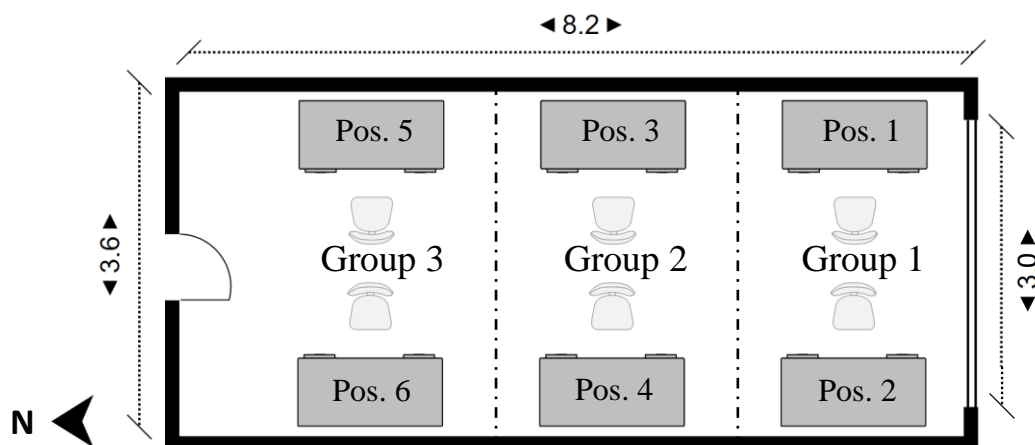 ◄ 8.2 ►
Pos. 5 Pos. 3 Pos. 1
◄ 3.6 ►
Group 3 Group 2 Group 1
◄ 3.0 ►
Pos. 6 Pos. 4 Pos. 2
N